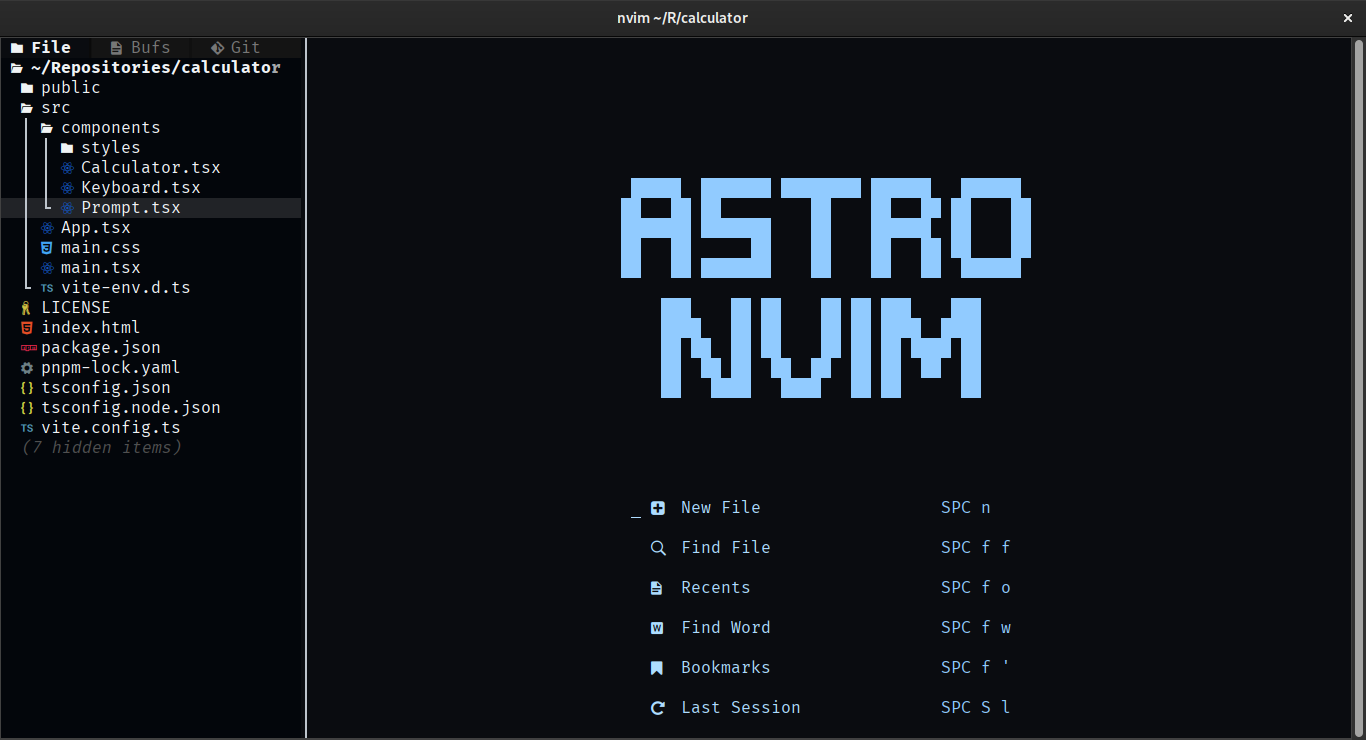 nvim ~/R/calculator
File Bufs Git
~/Repositories/calculator
public
src
components
styles
Calculator.tsx
Keyboard.tsx
Prompt.tsx
App.tsx
main.css
main.tsx
TS vite-env.d.ts
LICENSE
index.html
package.json
pnpm-lock.yaml
{} tsconfig.json
{} tsconfig.node.json
TS vite.config.ts
(7 hidden items)
ASTRO
NVIM
New File SPC n
Find File SPC f f
Recents SPC f o
Find Word SPC f w
Bookmarks SPC f '
Last Session SPC S l